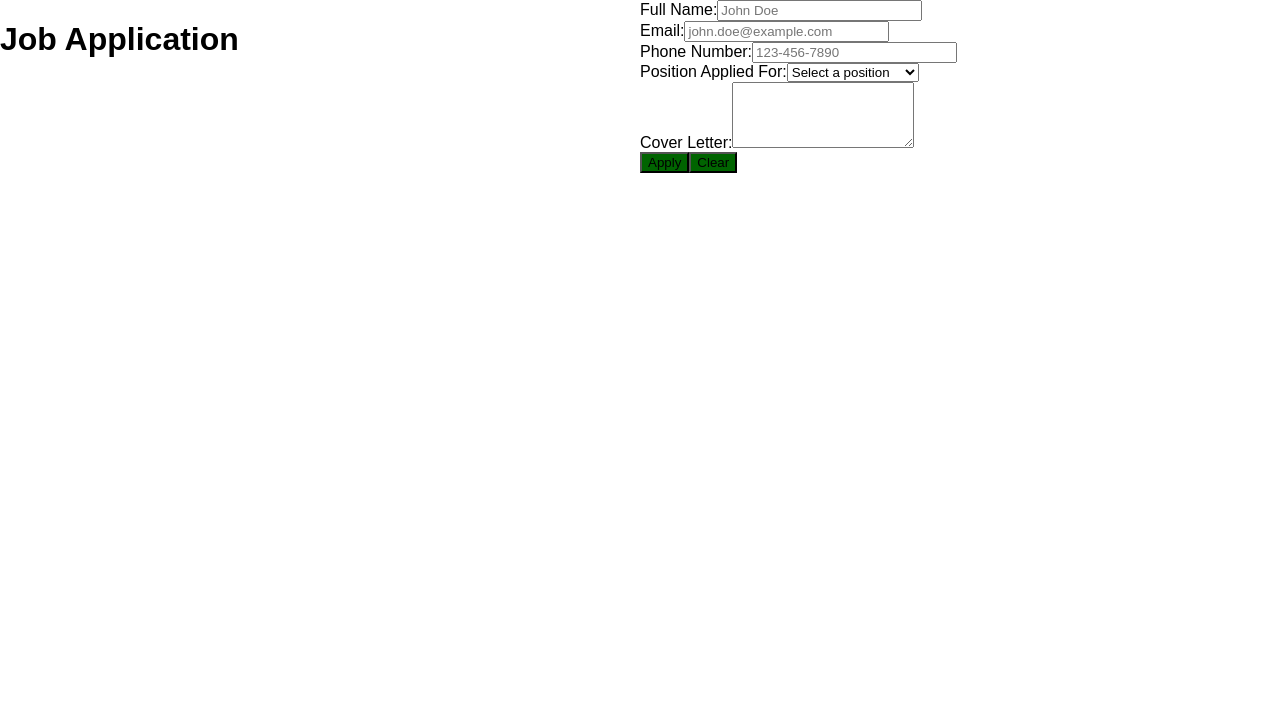 Job Application
Full Name: John Doe
Email: john.doe@example.com
Phone Number: 123-456-7890
Position Applied For: Select a position
Cover Letter:
Apply Clear